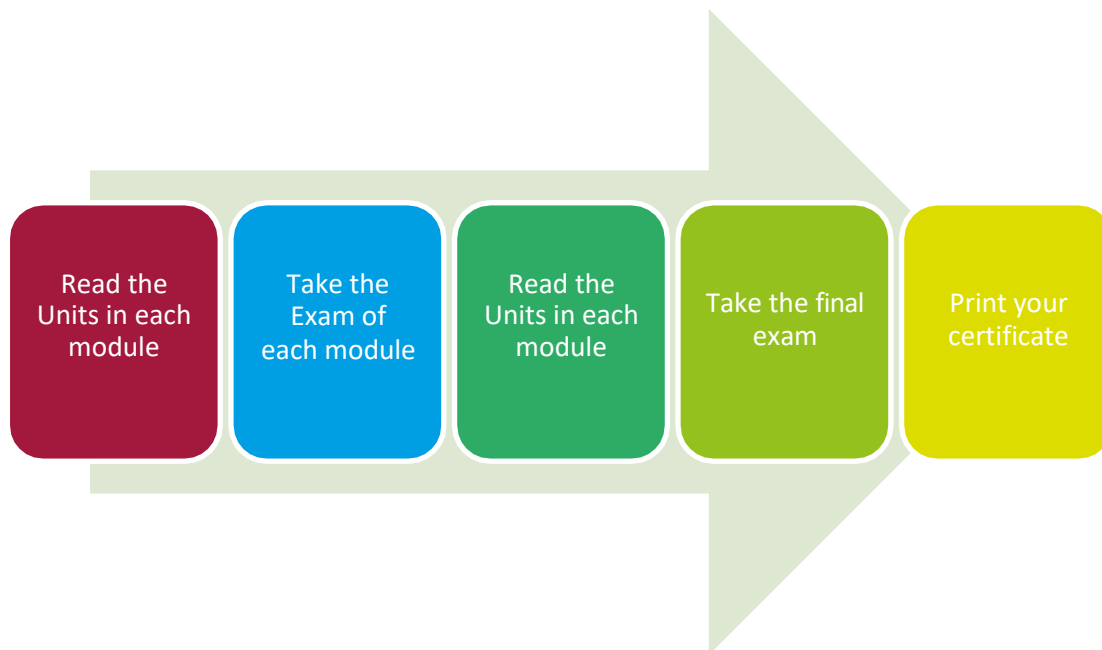 Read the
Units in each
module
Take the
Exam of
each module
Read the
Units in each
module
Take the final
exam
Print your
certificate